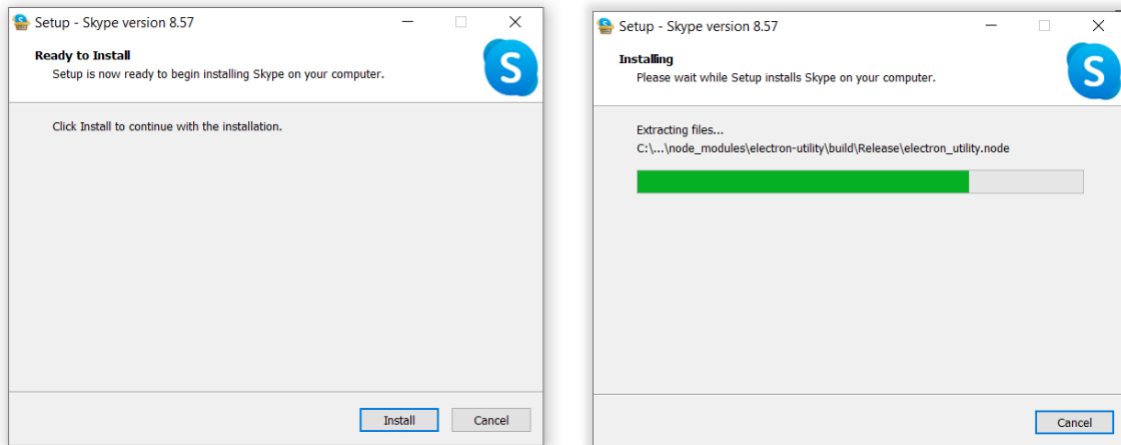 Setup - Skype version 8.57
Ready to Install
Setup is now ready to begin installing Skype on your computer.
S
Click Install to continue with the installation.
Install
Cancel
Setup - Skype version 8.57
Installing
Please wait while Setup installs Skype on your computer.
S
Extracting files...
C:\...\node_modules\electron-utility\build\Release\electron_utility.node
Cancel